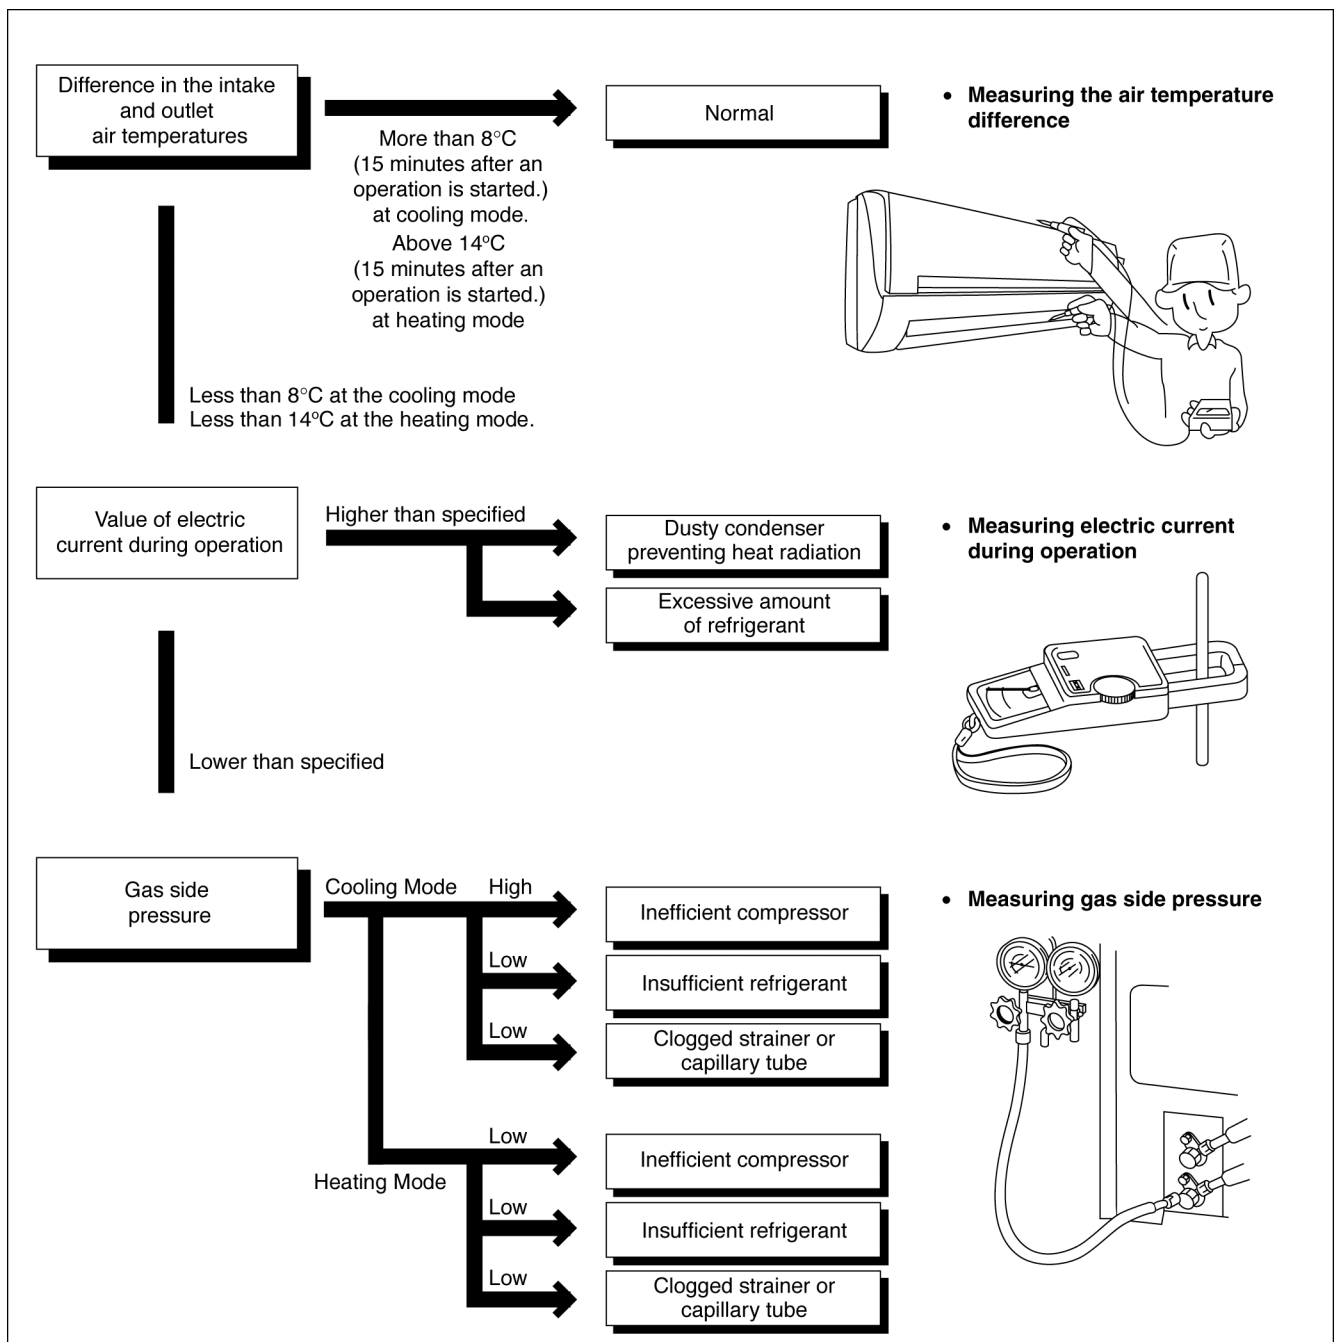 Difference in the intake
and outlet
air temperatures
More than 8°C
(15 minutes after an
operation is started.)
at cooling mode.
Above 14ºC
(15 minutes after an
operation is started.)
at heating mode
Normal
• Measuring the air temperature
difference
Less than 8°C at the cooling mode
Less than 14ºC at the heating mode.
Value of electric
current during operation
Higher than specified
Dusty condenser
preventing heat radiation
Excessive amount
of refrigerant
• Measuring electric current
during operation
Lower than specified
Gas side
pressure
Cooling Mode
High
Inefficient compressor
Low
Insufficient refrigerant
Low
Clogged strainer or
capillary tube
Heating Mode
Low
Inefficient compressor
Low
Insufficient refrigerant
Low
Clogged strainer or
capillary tube
• Measuring gas side pressure